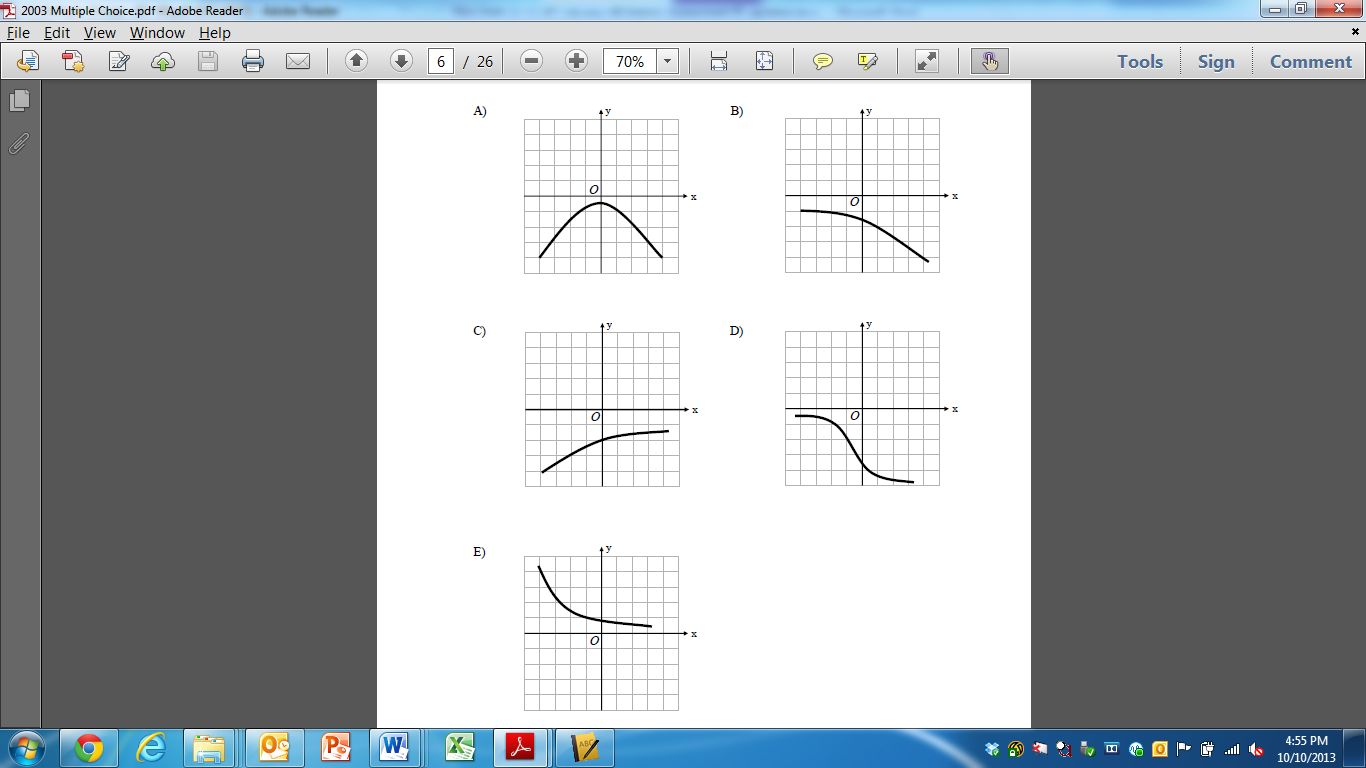 2003 Multiple Choice.pdf - Adobe Reader
File Edit View Window Help
6 / 26 70% Tools Sign Comment
A) y O x
B) y O x
C) y O x
D) y O x
E) y O x
4:55 PM
10/10/2013